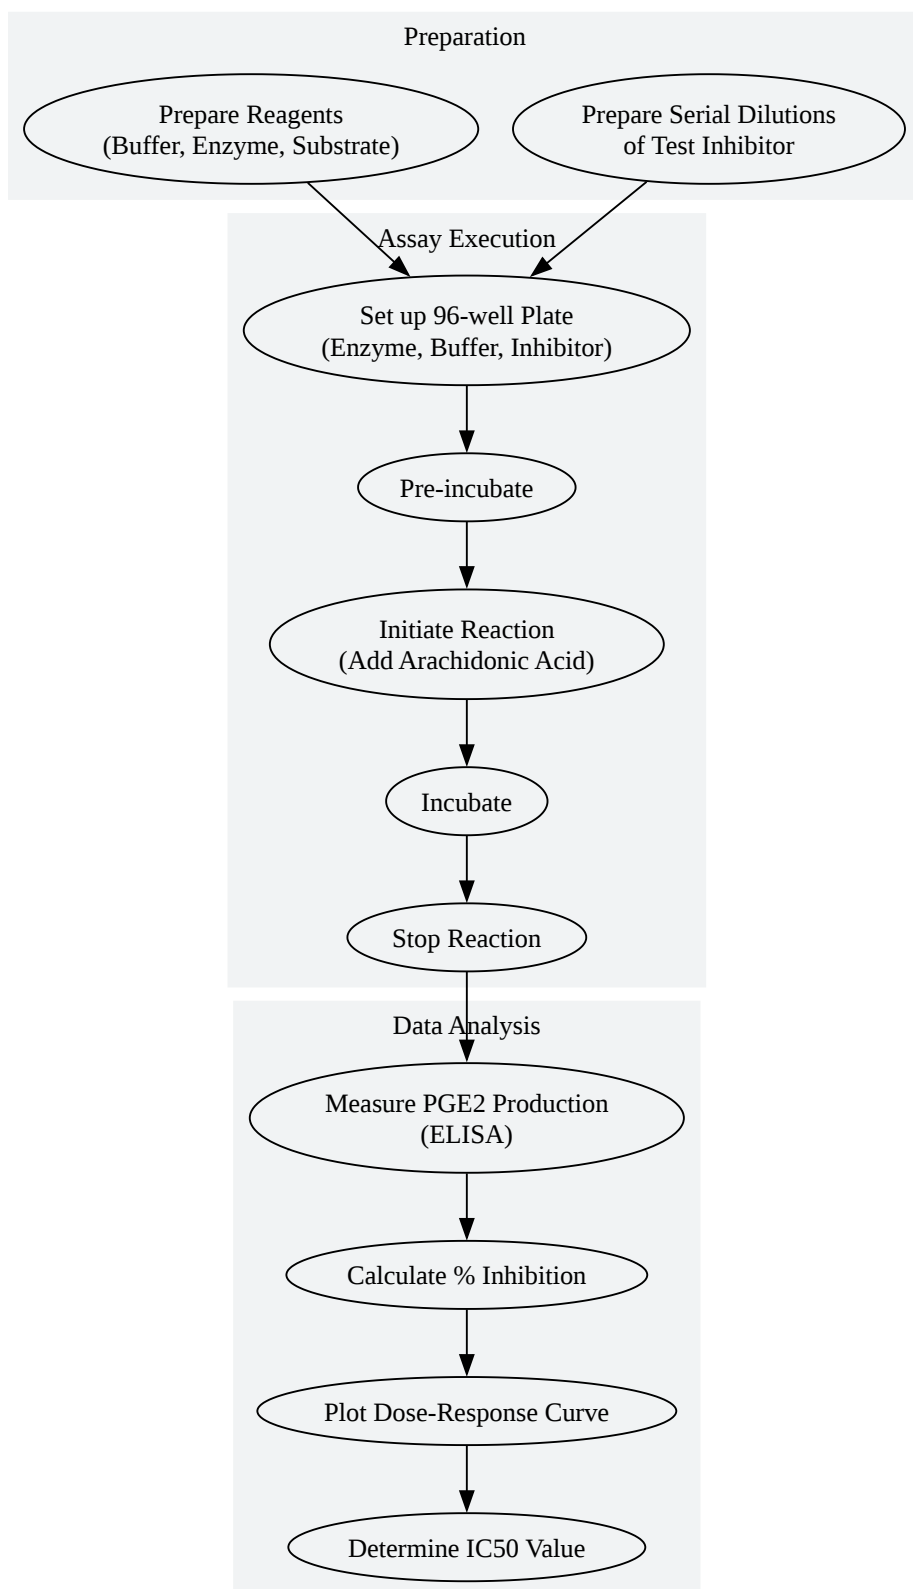 Preparation
Prepare Reagents
(Buffer, Enzyme, Substrate)
Prepare Serial Dilutions
of Test Inhibitor
Assay Execution
Set up 96-well Plate
(Enzyme, Buffer, Inhibitor)
Pre-incubate
Initiate Reaction
(Add Arachidonic Acid)
Incubate
Stop Reaction
Data Analysis
Measure PGE2 Production
(ELISA)
Calculate % Inhibition
Plot Dose-Response Curve
Determine IC50 Value